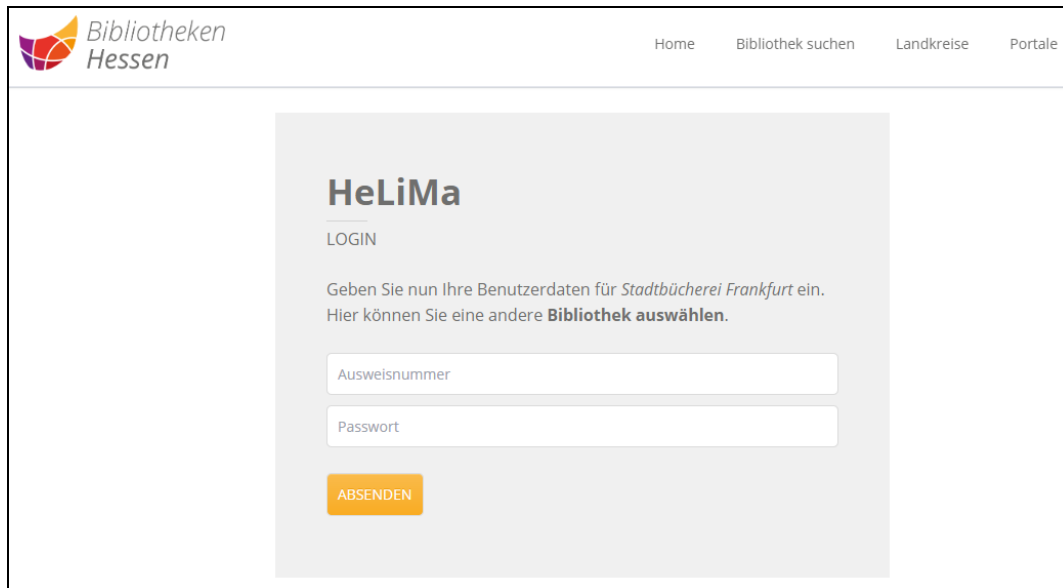 Bibliotheken
Hessen
Home Bibliothek suchen Landkreise Portale
HeLiMa
LOGIN
Geben Sie nun Ihre Benutzerdaten für Stadtbücherei Frankfurt ein.
Hier können Sie eine andere Bibliothek auswählen.
Ausweisnummer
Passwort
ABSENDEN